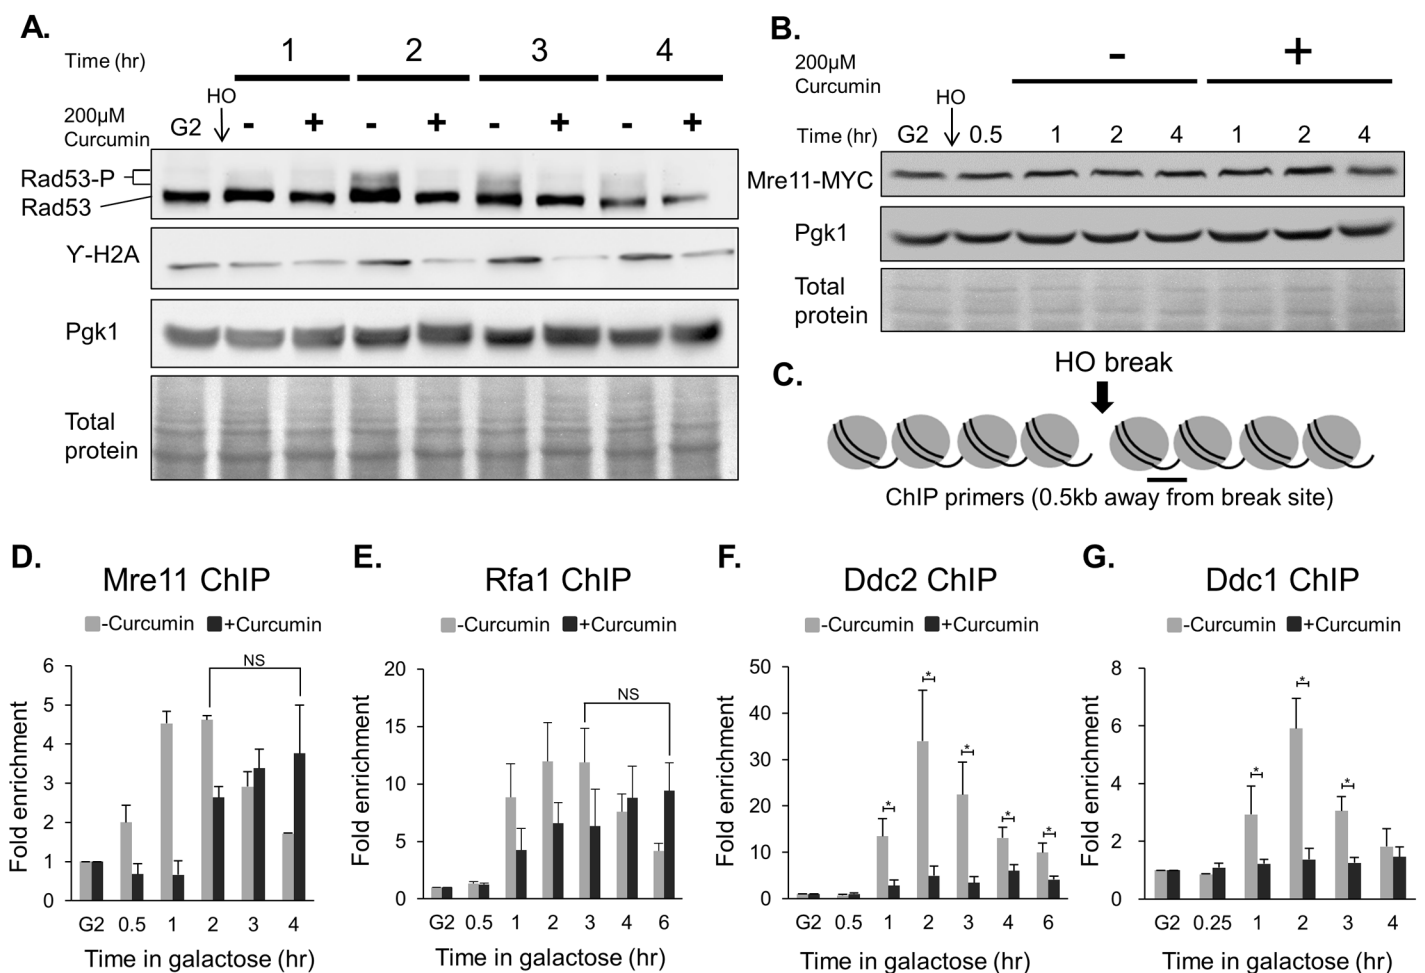 A.
Time (hr) 1 2 3 4
HO
200µM
Curcumin
G2 - + - + - + - +
Rad53-P
Rad53
ϒ-H2A
Pgk1
Total
protein
B.
200µM
Curcumin
- +
HO
Time (hr) G2 0.5 1 2 4 1 2 4
Mre11-MYC
Pgk1
Total
protein
C.
HO break
ChIP primers (0.5kb away from break site)
D.
Mre11 ChIP
-Curcumin +Curcumin
NS
Fold enrichment
6
5
4
3
2
1
0
G2 0.5 1 2 3 4
Time in galactose (hr)
E.
Rfa1 ChIP
-Curcumin +Curcumin
NS
Fold enrichment
20
15
10
5
0
G2 0.5 1 2 3 4 6
Time in galactose (hr)
F.
Ddc2 ChIP
-Curcumin +Curcumin
* * * * *
Fold enrichment
50
40
30
20
10
0
G2 0.5 1 2 3 4 6
Time in galactose (hr)
G.
Ddc1 ChIP
-Curcumin +Curcumin
* * *
Fold enrichment
8
6
4
2
0
G2 0.25 1 2 3 4
Time in galactose (hr)